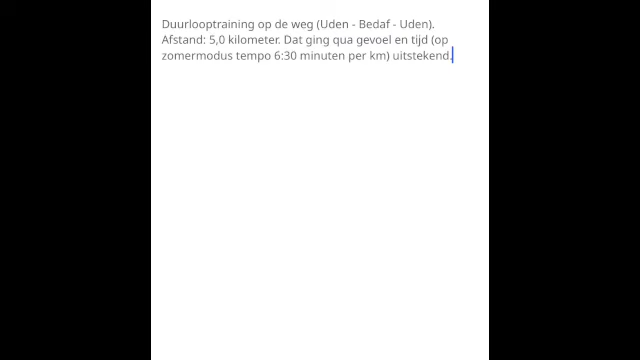 Duurlooptraining op de weg (Uden - Bedaf - Uden).
Afstand: 5,0 kilometer. Dat ging qua gevoel en tijd (op
zomermodus tempo 6:30 minuten per km) uitstekend.